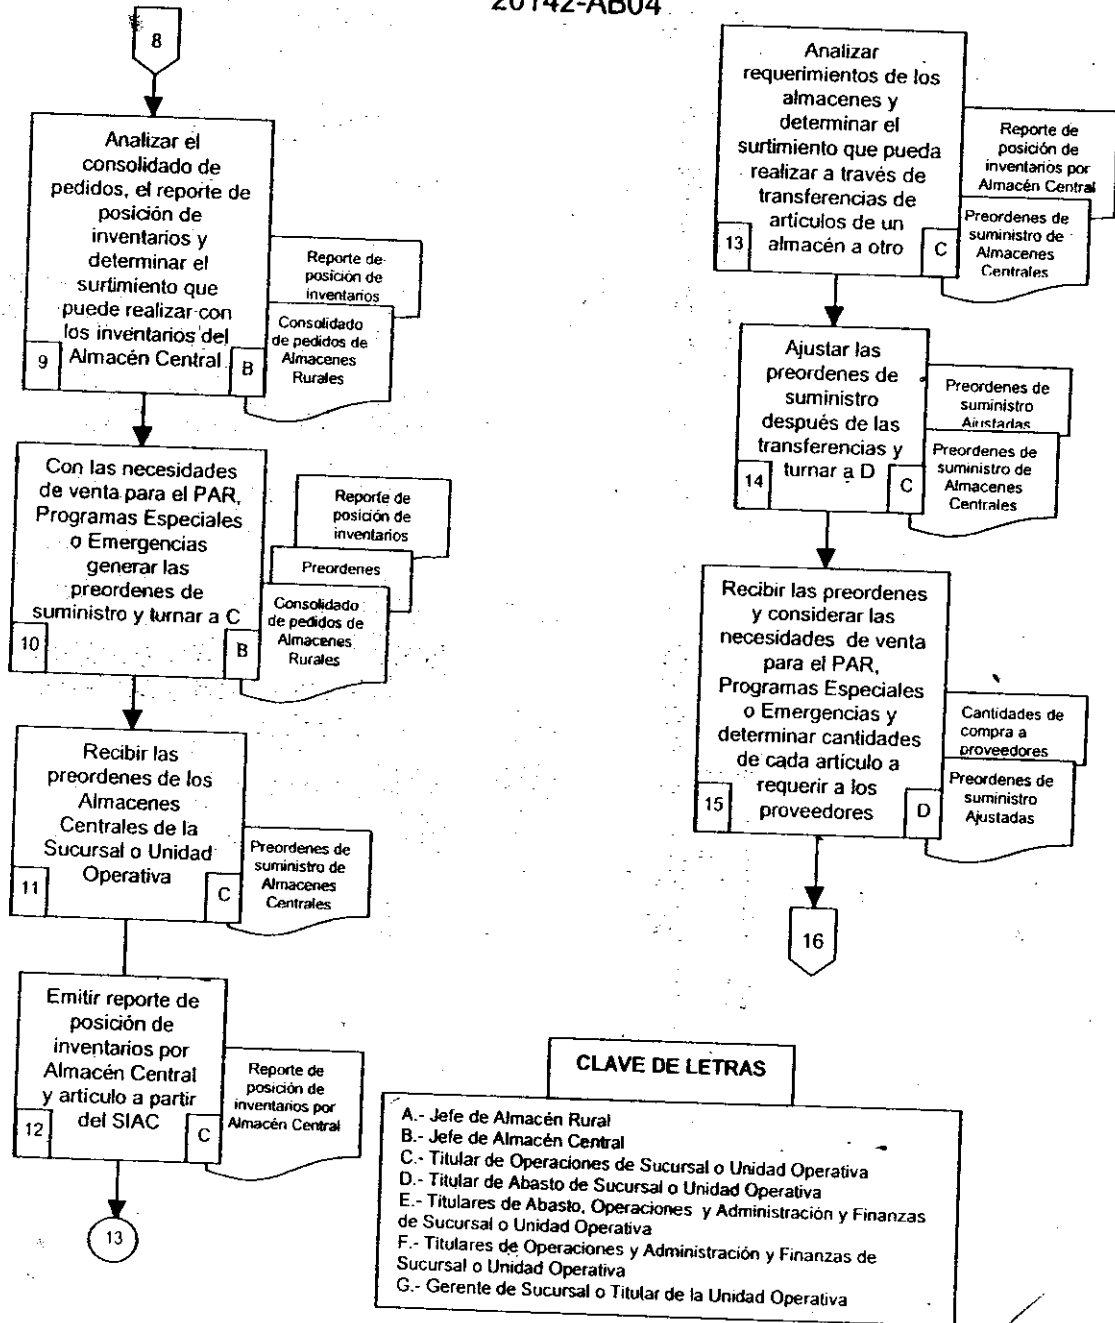 20142-AB04
8
Analizar el
consolidado de
pedidos, el reporte de
posición de
inventarios y
determinar el
surtimiento que
puede realizar con
los inventarios del
Almacén Central
9
B
Reporte de
posición de
inventarios
Consolidado
de pedidos de
Almacenes
Rurales
Con las necesidades
de venta para el PAR,
Programas Especiales
o Emergencias
generar las
preordenes de
suministro y turnar a C
10
B
Reporte de
posición de
inventarios
Preordenes
Consolidado
de pedidos de
Almacenes
Rurales
Recibir las
preordenes de los
Almacenes
Centrales de la
Sucursal o Unidad
Operativa
11
C
Preordenes de
suministro de
Almacenes
Centrales
Emitir reporte de
posición de
inventarios por
Almacén Central
y artículo a partir
del SIAC
12
C
Reporte de
posición de
inventarios por
Almacén Central
13
Analizar
requerimientos de los
almacenes y
determinar el
surtimiento que pueda
realizar a través de
transferencias de
artículos de un
almacén a otro
13
C
Reporte de
posición de
inventarios por
Almacén Central
Preordenes de
suministro de
Almacenes
Centrales
Ajustar las
preordenes de
suministro
después de las
transferencias y
turnar a D
14
C
Preordenes de
suministro
Ajustadas
Preordenes de
suministro de
Almacenes
Centrales
Recibir las preordenes
y considerar las
necesidades de venta
para el PAR,
Programas Especiales
o Emergencias y
determinar cantidades
de cada artículo a
requerir a los
proveedores
15
D
Cantidades de
compra a
proveedores
Preordenes de
suministro
Ajustadas
16
CLAVE DE LETRAS
A.- Jefe de Almacén Rural
B.- Jefe de Almacén Central
C.- Titular de Operaciones de Sucursal o Unidad Operativa
D.- Titular de Abasto de Sucursal o Unidad Operativa
E.- Titulares de Abasto, Operaciones y Administración y Finanzas
de Sucursal o Unidad Operativa
F.- Titulares de Operaciones y Administración y Finanzas de
Sucursal o Unidad Operativa
G.- Gerente de Sucursal o Titular de la Unidad Operativa